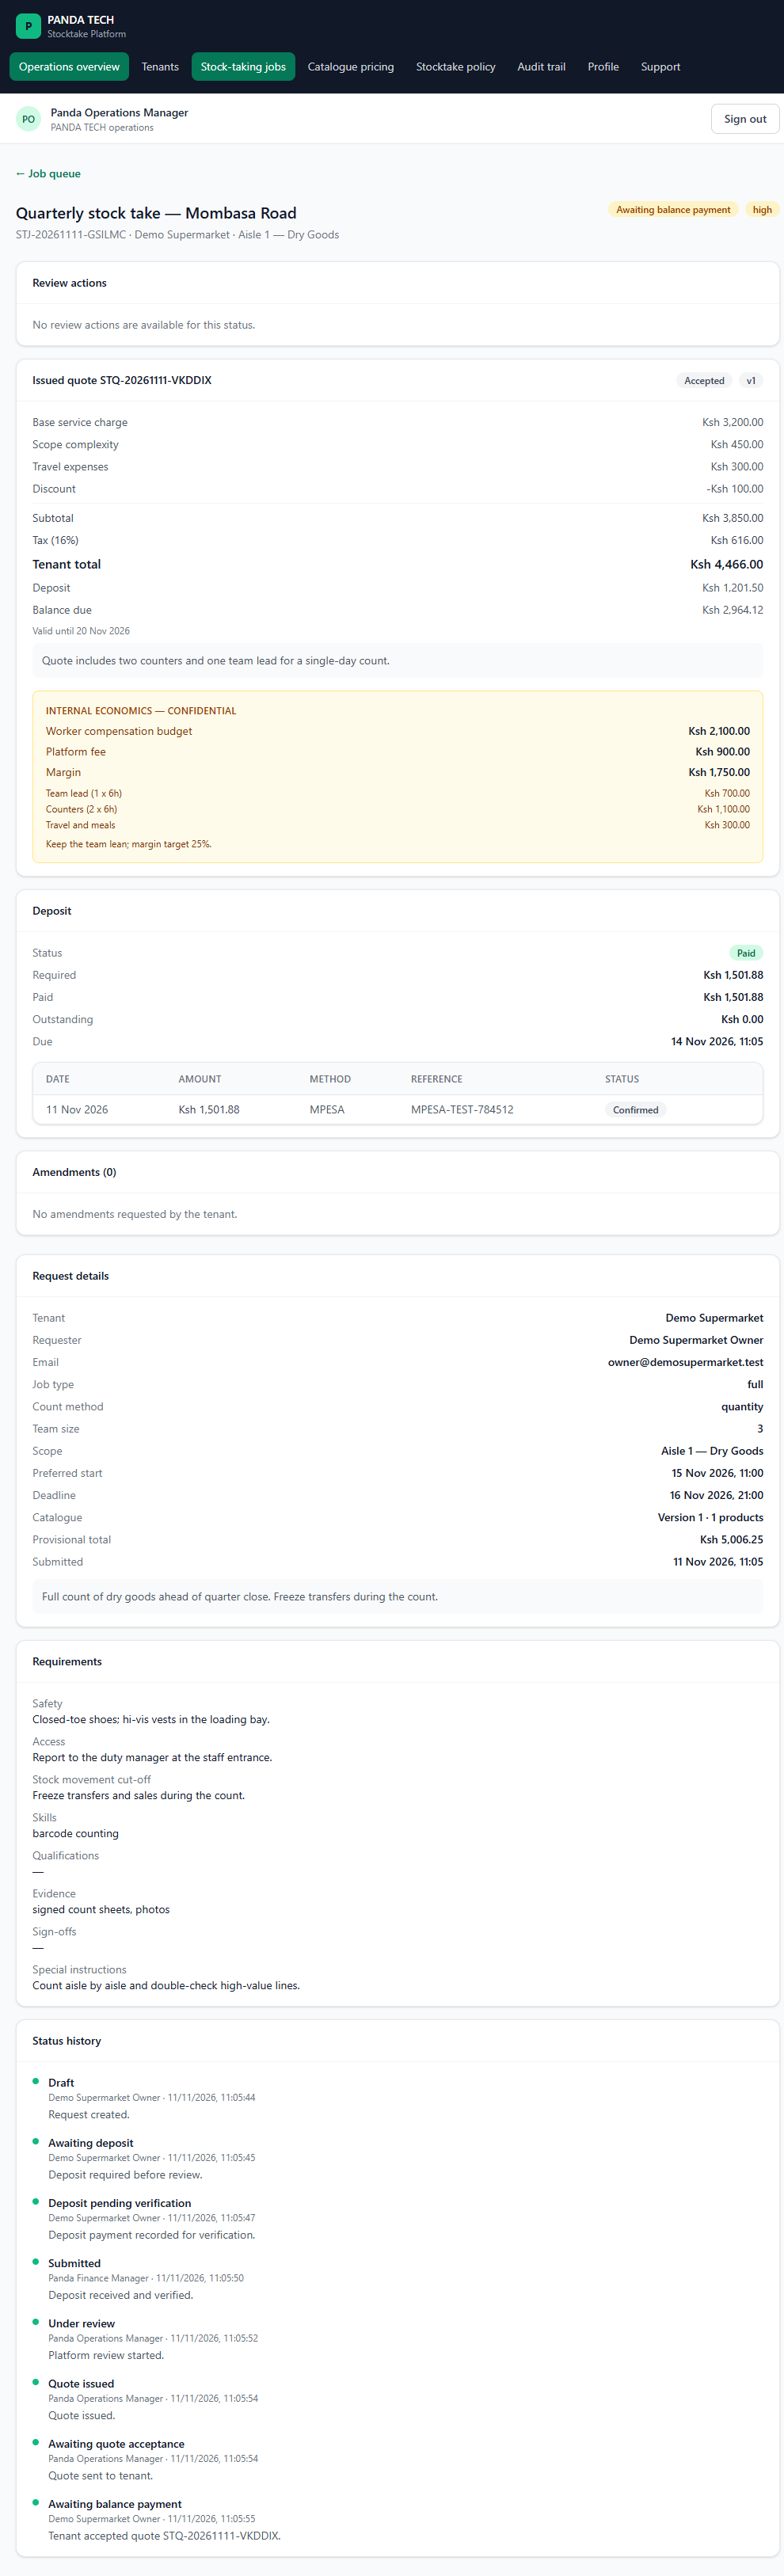 P
PANDA TECH
Stocktake Platform
Operations overview Tenants Stock-taking jobs Catalogue pricing Stocktake policy Audit trail Profile Support
PO
Panda Operations Manager
PANDA TECH operations
Sign out
← Job queue
Quarterly stock take — Mombasa Road
Awaiting balance payment high
STJ-20261111-GSILMC · Demo Supermarket · Aisle 1 — Dry Goods
Review actions
No review actions are available for this status.
Issued quote STQ-20261111-VKDDIX Accepted v1
Base service charge Ksh 3,200.00
Scope complexity Ksh 450.00
Travel expenses Ksh 300.00
Discount -Ksh 100.00
Subtotal Ksh 3,850.00
Tax (16%) Ksh 616.00
Tenant total Ksh 4,466.00
Deposit Ksh 1,201.50
Balance due Ksh 2,964.12
Valid until 20 Nov 2026
Quote includes two counters and one team lead for a single-day count.
INTERNAL ECONOMICS — CONFIDENTIAL
Worker compensation budget Ksh 2,100.00
Platform fee Ksh 900.00
Margin Ksh 1,750.00
Team lead (1 x 6h) Ksh 700.00
Counters (2 x 6h) Ksh 1,100.00
Travel and meals Ksh 300.00
Keep the team lean; margin target 25%.
Deposit
Status Paid
Required Ksh 1,501.88
Paid Ksh 1,501.88
Outstanding Ksh 0.00
Due 14 Nov 2026, 11:05
DATE AMOUNT METHOD REFERENCE STATUS
11 Nov 2026 Ksh 1,501.88 MPESA MPESA-TEST-784512 Confirmed
Amendments (0)
No amendments requested by the tenant.
Request details
Tenant Demo Supermarket
Requester Demo Supermarket Owner
Email owner@demosupermarket.test
Job type full
Count method quantity
Team size 3
Scope Aisle 1 — Dry Goods
Preferred start 15 Nov 2026, 11:00
Deadline 16 Nov 2026, 21:00
Catalogue Version 1 · 1 products
Provisional total Ksh 5,006.25
Submitted 11 Nov 2026, 11:05
Full count of dry goods ahead of quarter close. Freeze transfers during the count.
Requirements
Safety
Closed-toe shoes; hi-vis vests in the loading bay.
Access
Report to the duty manager at the staff entrance.
Stock movement cut-off
Freeze transfers and sales during the count.
Skills
barcode counting
Qualifications
—
Evidence
signed count sheets, photos
Sign-offs
—
Special instructions
Count aisle by aisle and double-check high-value lines.
Status history
Draft
Demo Supermarket Owner · 11/11/2026, 11:05:44
Request created.
Awaiting deposit
Demo Supermarket Owner · 11/11/2026, 11:05:45
Deposit required before review.
Deposit pending verification
Demo Supermarket Owner · 11/11/2026, 11:05:47
Deposit payment recorded for verification.
Submitted
Panda Finance Manager · 11/11/2026, 11:05:50
Deposit received and verified.
Under review
Panda Operations Manager · 11/11/2026, 11:05:52
Platform review started.
Quote issued
Panda Operations Manager · 11/11/2026, 11:05:54
Quote issued.
Awaiting quote acceptance
Panda Operations Manager · 11/11/2026, 11:05:54
Quote sent to tenant.
Awaiting balance payment
Demo Supermarket Owner · 11/11/2026, 11:05:55
Tenant accepted quote STQ-20261111-VKDDIX.